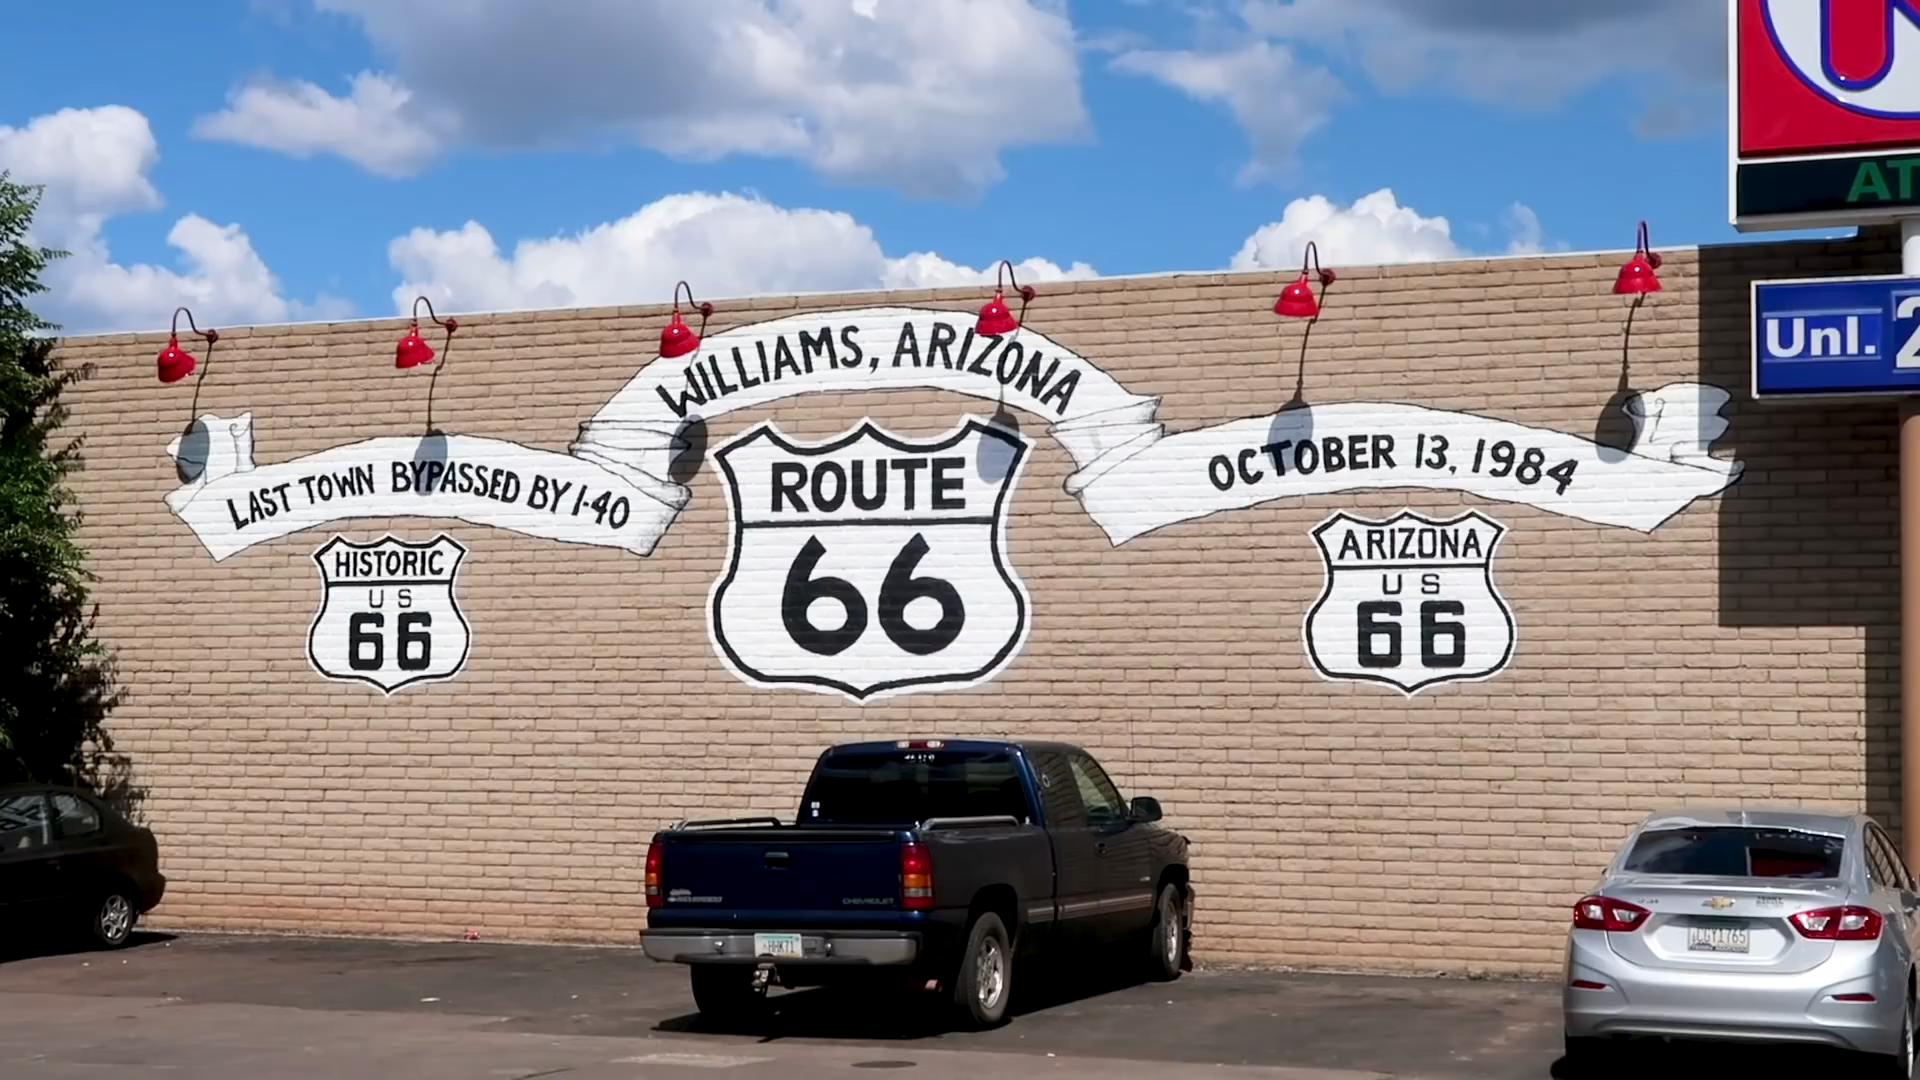 WILLIAMS, ARIZONA
LAST TOWN BYPASSED BY I-40
OCTOBER 13, 1984
HISTORIC
US
66
ROUTE
66
ARIZONA
US
66
Unl. 2
CHEVROLET